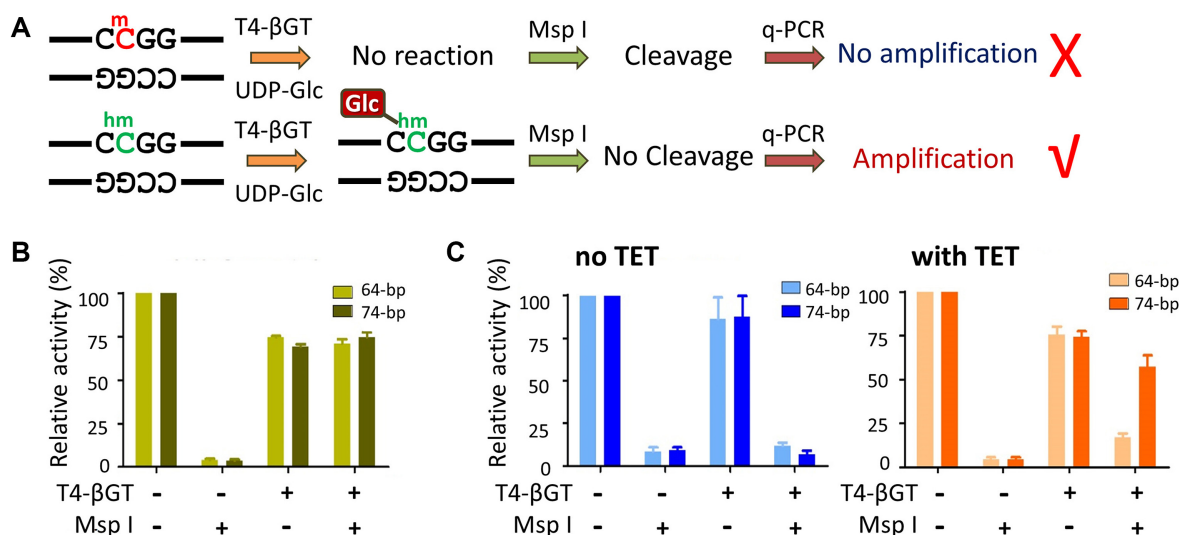 A
m
CCGG
GGCC
T4-βGT
UDP-Glc
No reaction
Msp I
Cleavage
q-PCR
No amplification
X
hm
CCGG
GGCC
T4-βGT
UDP-Glc
Glc
hm
CCGG
GGCC
Msp I
No Cleavage
q-PCR
Amplification
√
B
Relative activity (%)
100
75
50
25
0
64-bp
74-bp
T4-βGT - - + +
Msp I - + - +
C
no TET
Relative activity (%)
100
75
50
25
0
64-bp
74-bp
- - + +
- + - +
with TET
100
75
50
25
0
64-bp
74-bp
T4-βGT - - + +
Msp I - + - +